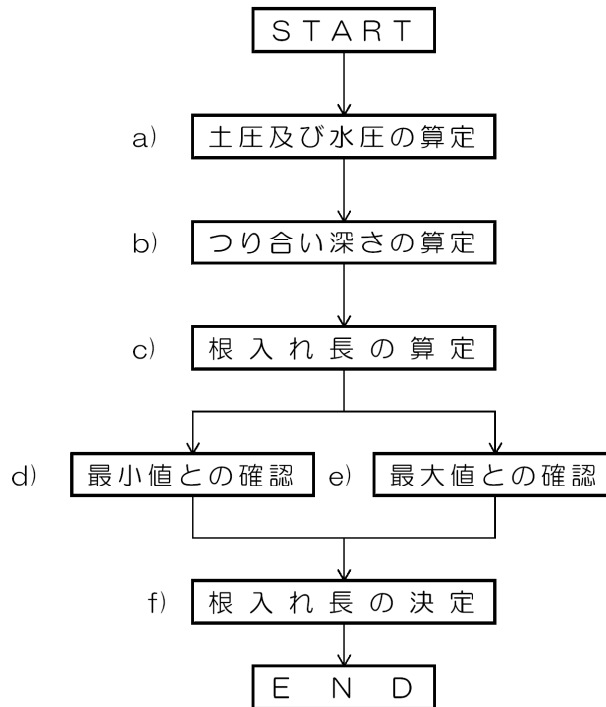 START
a) 土圧及び水圧の算定
b) つり合い深さの算定
c) 根入れ長の算定
d) 最小値との確認 e) 最大値との確認
f) 根入れ長の決定
END